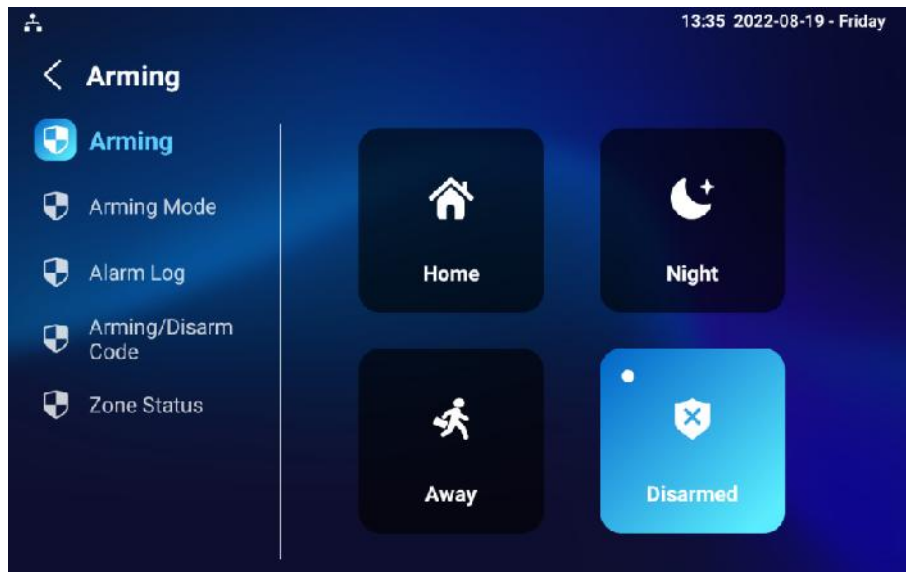 13:35 2022-08-19 - Friday
Arming
Arming
Arming Mode
Alarm Log
Arming/Disarm
Code
Zone Status
Home
Night
Away
Disarmed